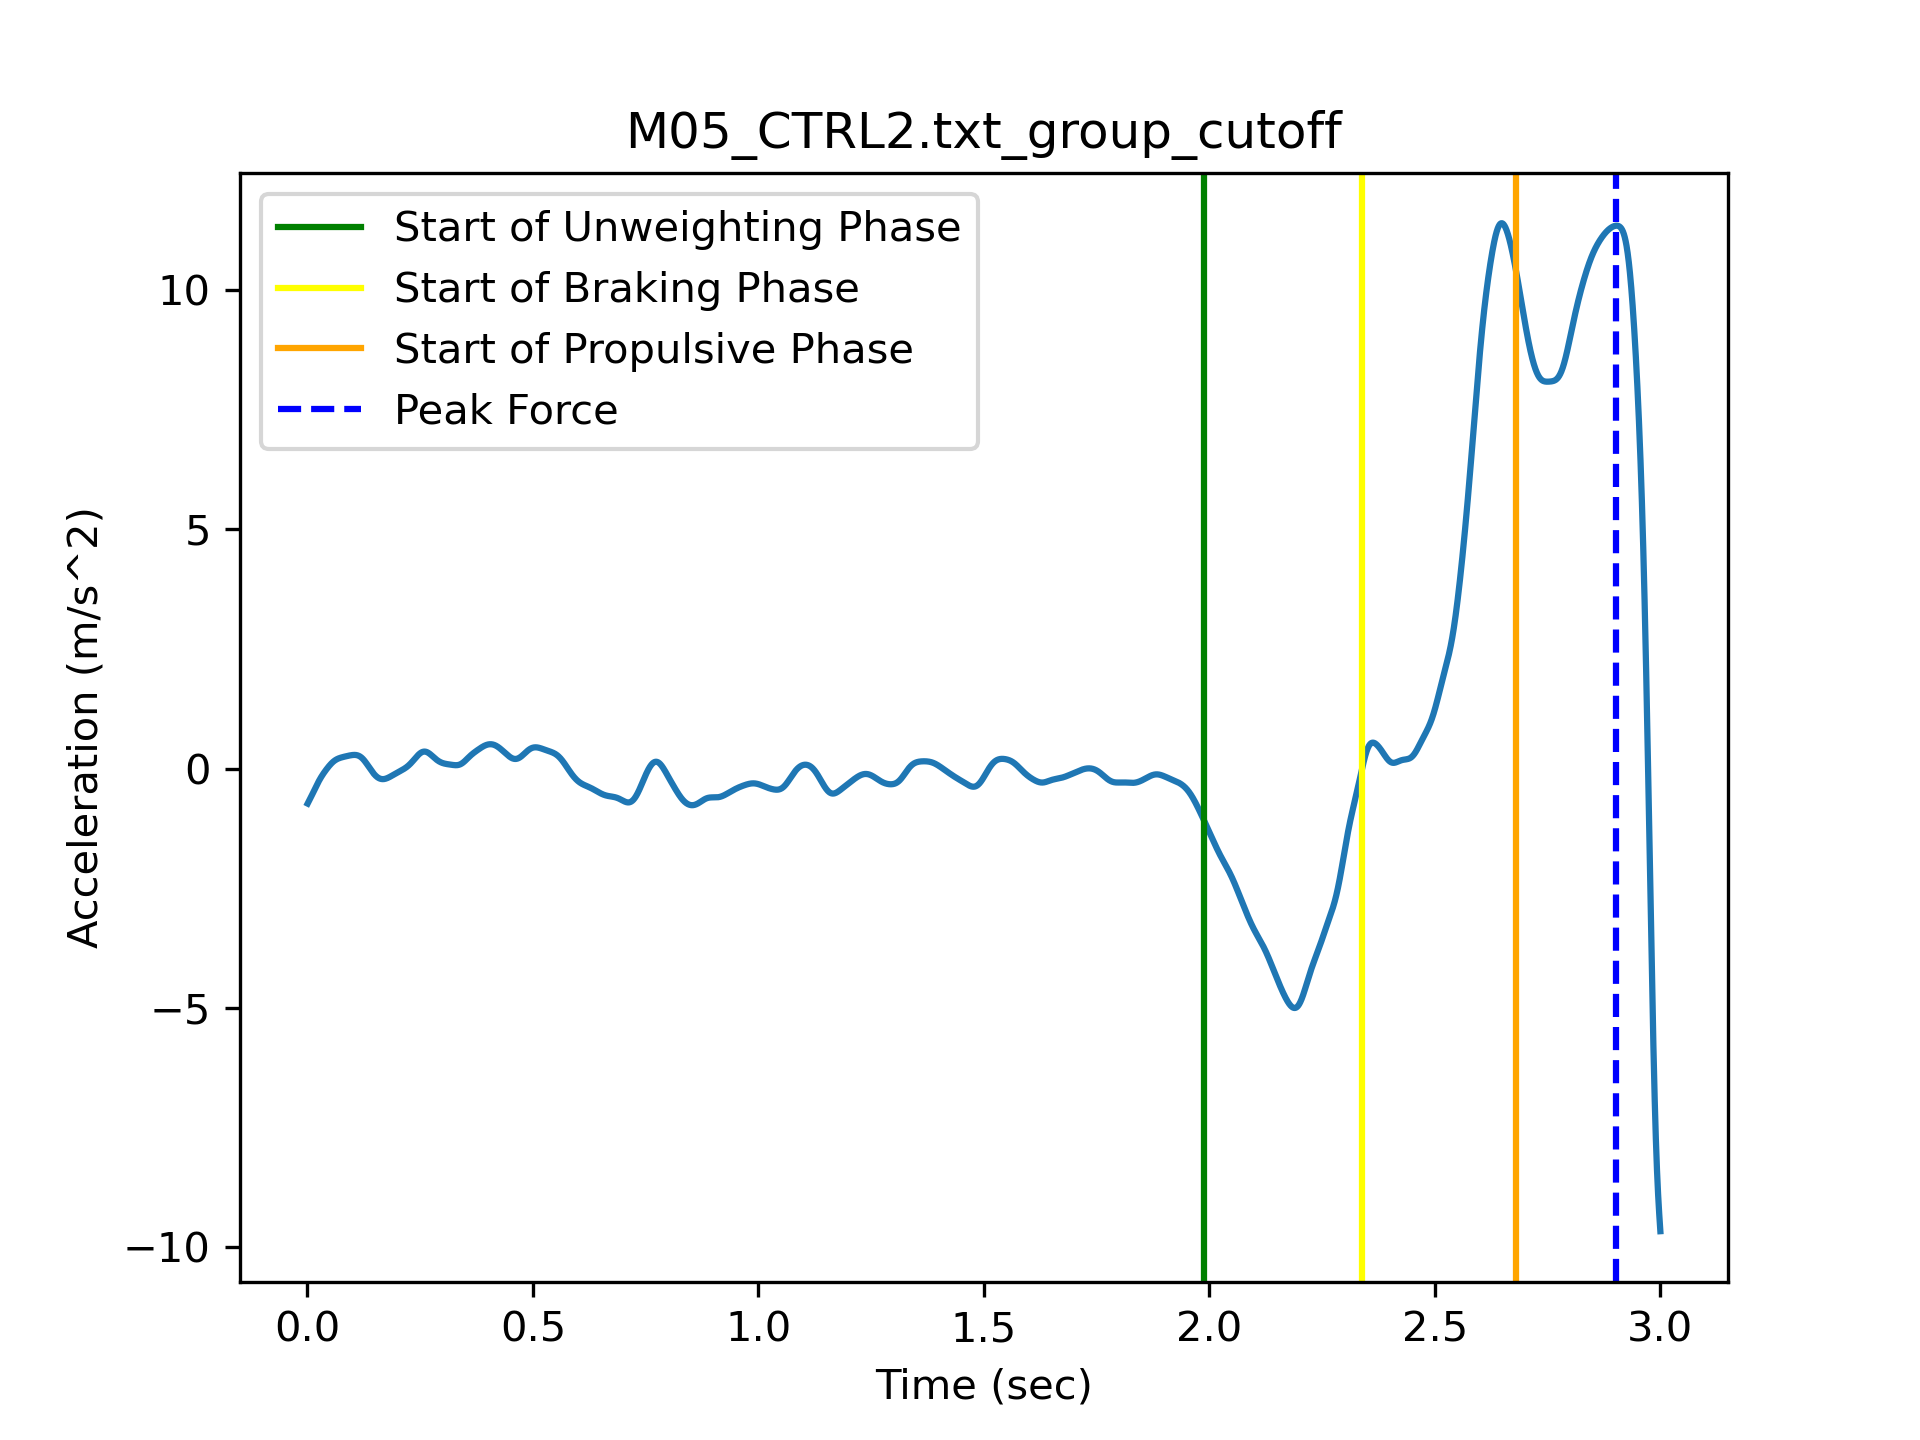 M05_CTRL2.txt_group_cutoff
Start of Unweighting Phase
Start of Braking Phase
Start of Propulsive Phase
Peak Force
Acceleration (m/s^2)
10
5
0
−5
−10
0.0 0.5 1.0 1.5 2.0 2.5 3.0
Time (sec)